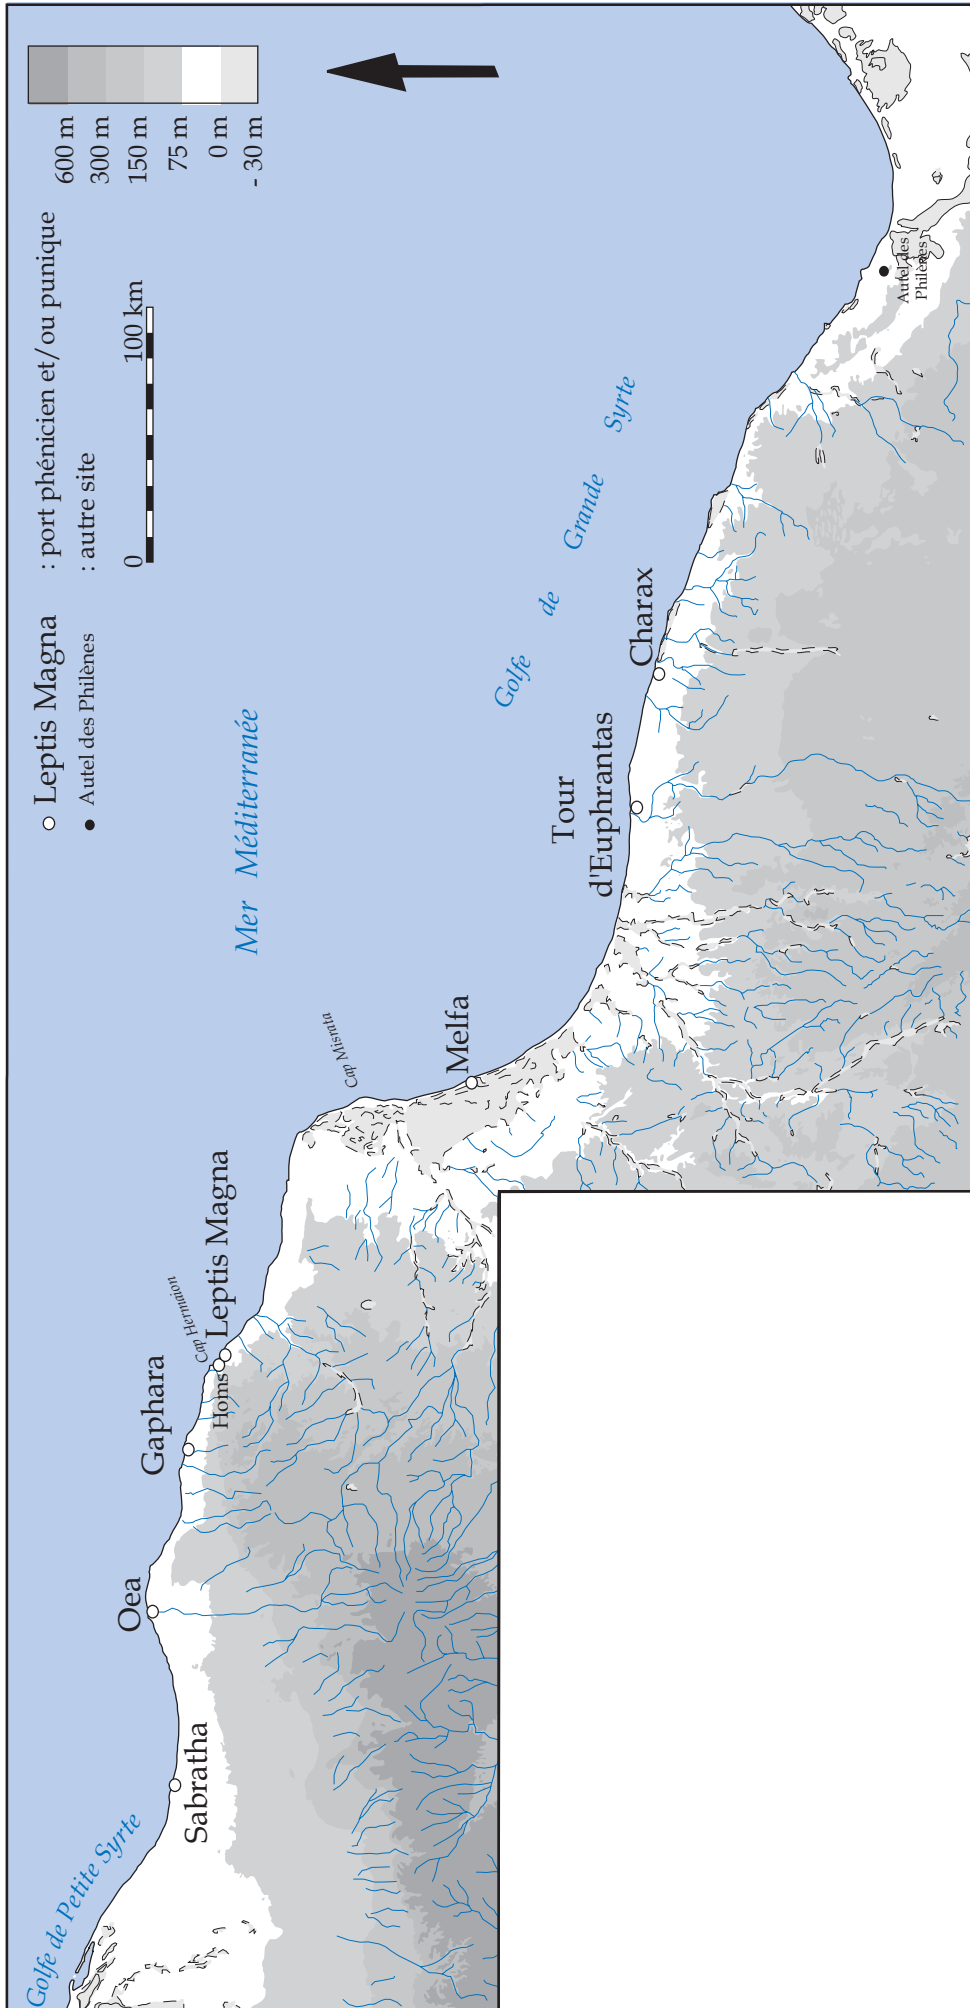 Leptis Magna : port phénicien et/ou punique
Autel des Philènes : autre site
0 100 km
600 m
300 m
150 m
75 m
0 m
- 30 m
Mer Méditerranée
Golfe de Petite Syrte
Golfe de Grande Syrte
Sabratha
Oea
Gaphara
Homs
Cap Hermaion
Leptis Magna
Cap Misrata
Melfa
Tour
d'Euphrantas
Charax
Autel des
Philènes